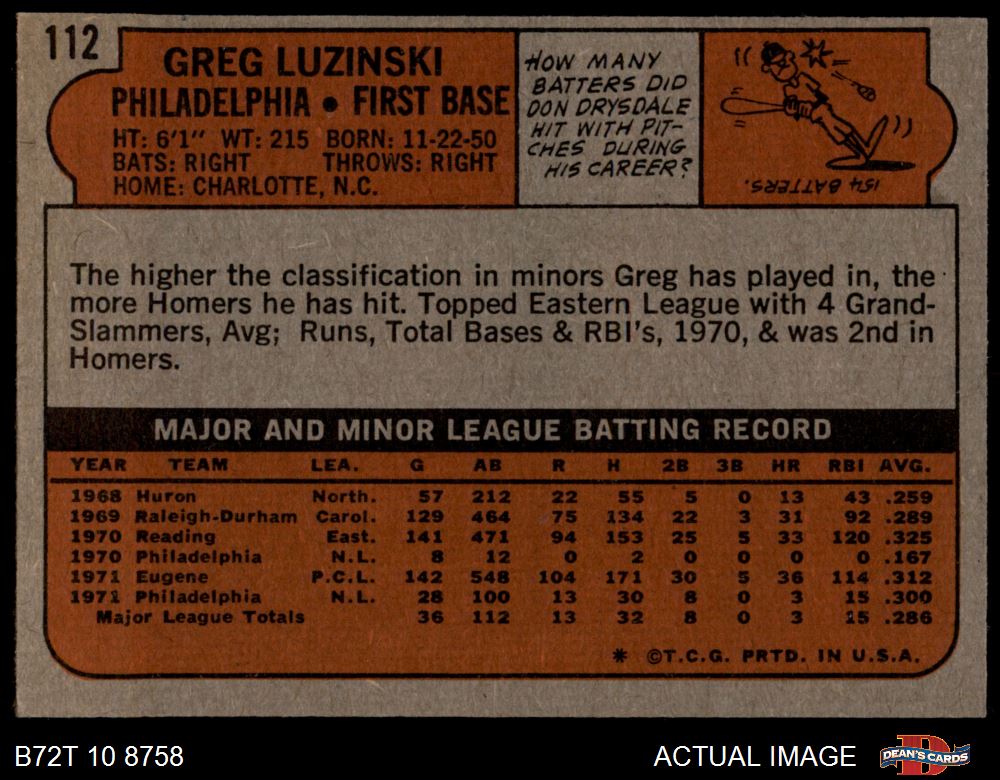 112
GREG LUZINSKI
PHILADELPHIA • FIRST BASE
HT: 6'1" WT: 215 BORN: 11-22-50
BATS: RIGHT THROWS: RIGHT
HOME: CHARLOTTE, N.C.
HOW MANY
BATTERS DID
DON DRYSDALE
HIT WITH PIT-
CHES DURING
HIS CAREER?
154 BATTERS.
The higher the classification in minors Greg has played in, the
more Homers he has hit. Topped Eastern League with 4 Grand-
Slammers, Avg; Runs, Total Bases & RBI's, 1970, & was 2nd in
Homers.
MAJOR AND MINOR LEAGUE BATTING RECORD
YEAR TEAM LEA. G AB R H 2B 3B HR RBI AVG.
1968 Huron North. 57 212 22 55 5 0 13 43 .259
1969 Raleigh-Durham Carol. 129 464 75 134 22 3 31 92 .289
1970 Reading East. 141 471 94 153 25 5 33 120 .325
1970 Philadelphia N.L. 8 12 0 2 0 0 0 0 .167
1971 Eugene P.C.L. 142 548 104 171 30 5 36 114 .312
1971 Philadelphia N.L. 28 100 13 30 8 0 3 15 .300
Major League Totals 36 112 13 32 8 0 3 15 .286
* ©T.C.G. PRTD. IN U.S.A.
B72T 10 8758
ACTUAL IMAGE
DEAN'S CARDS